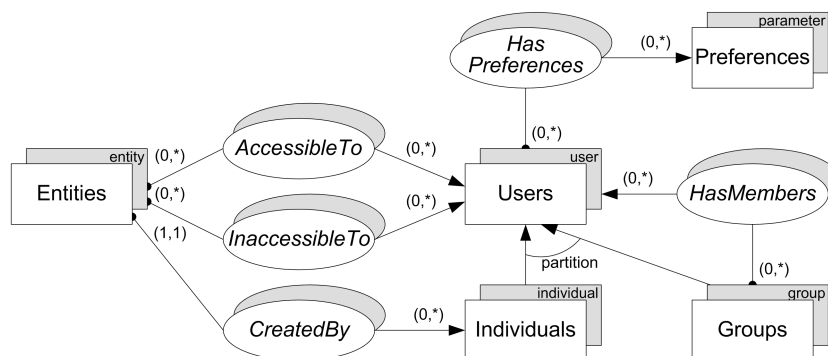 parameter
Has
Preferences
(0,*)
Preferences
(0,*)
entity
(0,*)
AccessibleTo
(0,*)
user
Entities
(0,*)
Users
(0,*)
HasMembers
(0,*)
InaccessibleTo
(1,1)
partition
(0,*)
individual
group
(0,*)
CreatedBy
Individuals
Groups